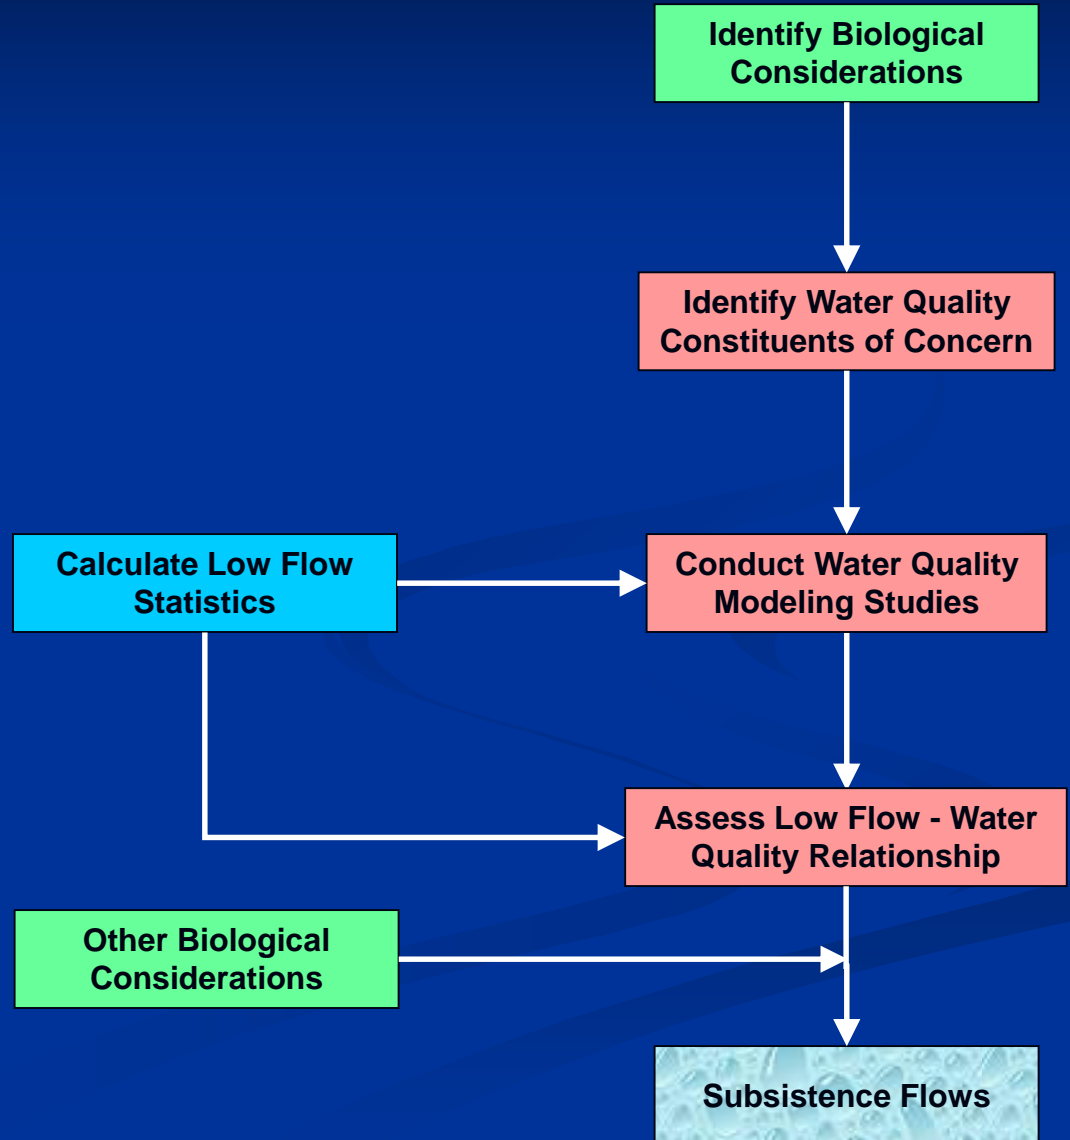 Identify Biological
Considerations
Identify Water Quality
Constituents of Concern
Calculate Low Flow
Statistics
Conduct Water Quality
Modeling Studies
Assess Low Flow - Water
Quality Relationship
Other Biological
Considerations
Subsistence Flows